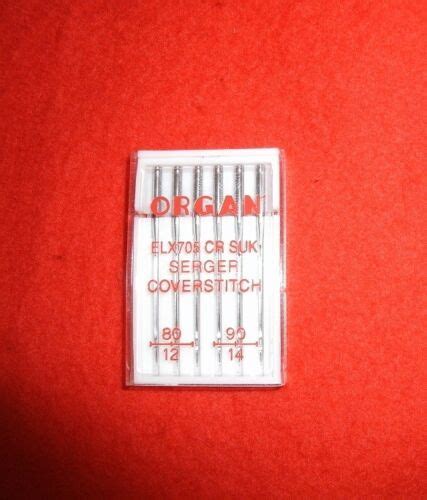 ORGAN
ELX705 CR SUK
SERGER
COVERSTITCH
80 90
12 14